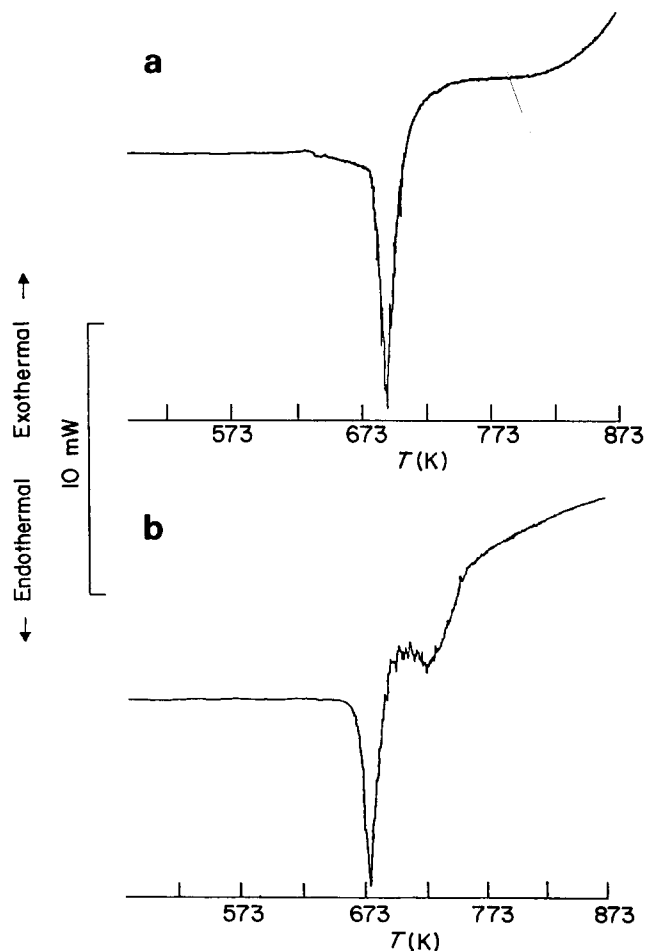 a
573 673 773 873
T(K)
← Endothermal Exothermal →
10 mW
b
573 673 773 873
T(K)